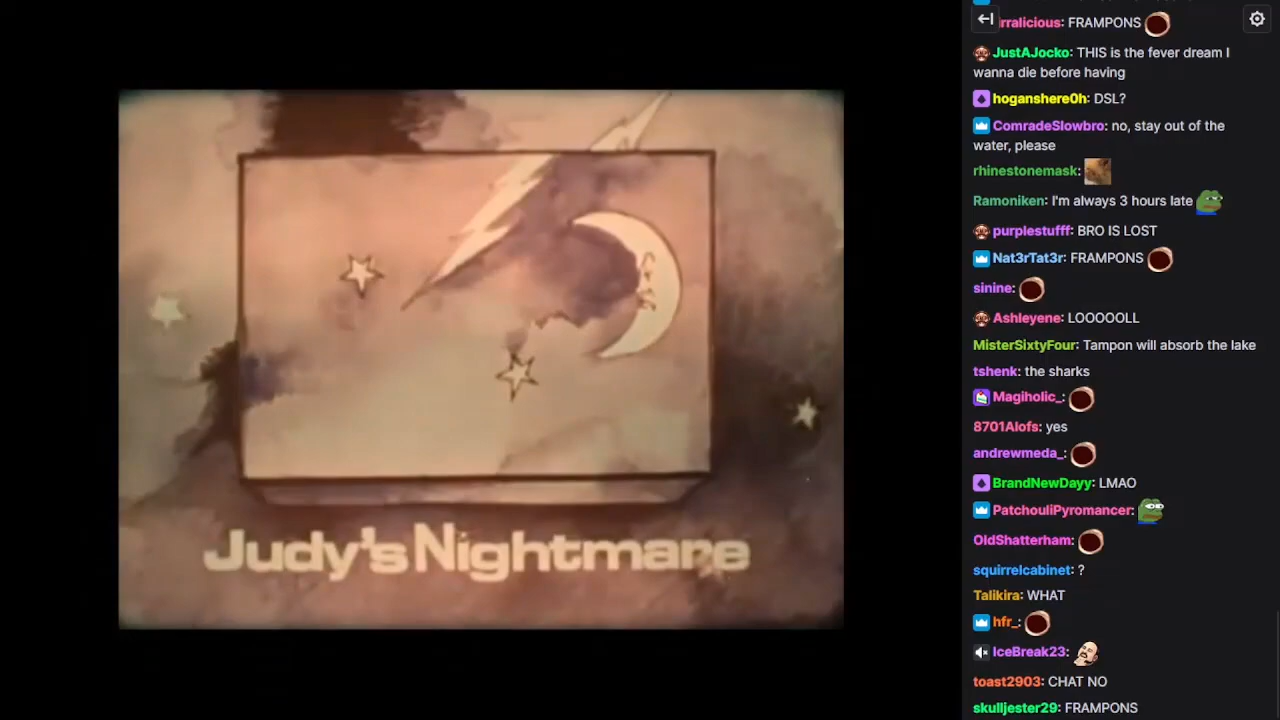 Judy's Nightmare
rralicious: FRAMPONS
JustAJocko: THIS is the fever dream I
wanna die before having
hoganshere0h: DSL?
ComradeSlowbro: no, stay out of the
water, please
rhinestonemask:
Ramoniken: I'm always 3 hours late
purplestufff: BRO IS LOST
Nat3rTat3r: FRAMPONS
sinine:
Ashleyene: LOOOOOLL
MisterSixtyFour: Tampon will absorb the lake
tshenk: the sharks
Magiholic_:
8701Alofs: yes
andrewmeda_:
BrandNewDayy: LMAO
PatchouliPyromancer:
OldShatterham:
squirrelcabinet: ?
Talikira: WHAT
hfr_:
IceBreak23:
toast2903: CHAT NO
skulljester29: FRAMPONS